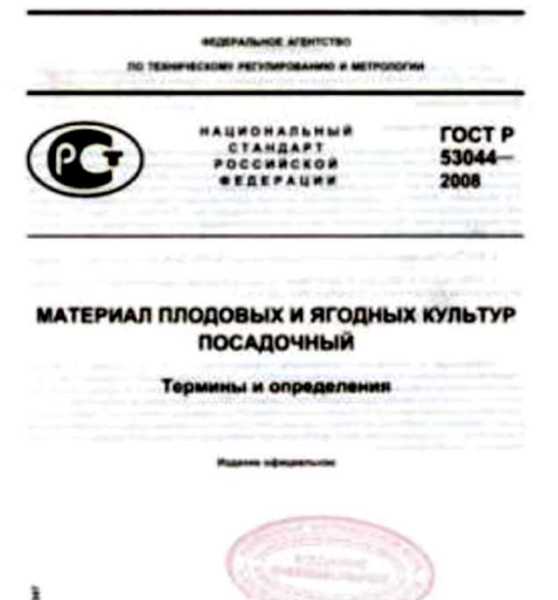 ФЕДЕРАЛЬНОЕ АГЕНТСТВО
ПО ТЕХНИЧЕСКОМУ РЕГУЛИРОВАНИЮ И МЕТРОЛОГИИ
РСТ
НАЦИОНАЛЬНЫЙ
СТАНДАРТ
РОССИЙСКОЙ
ФЕДЕРАЦИИ
ГОСТ Р
53044—
2008
МАТЕРИАЛ ПЛОДОВЫХ И ЯГОДНЫХ КУЛЬТУР
ПОСАДОЧНЫЙ
Термины и определения
Издание официальное